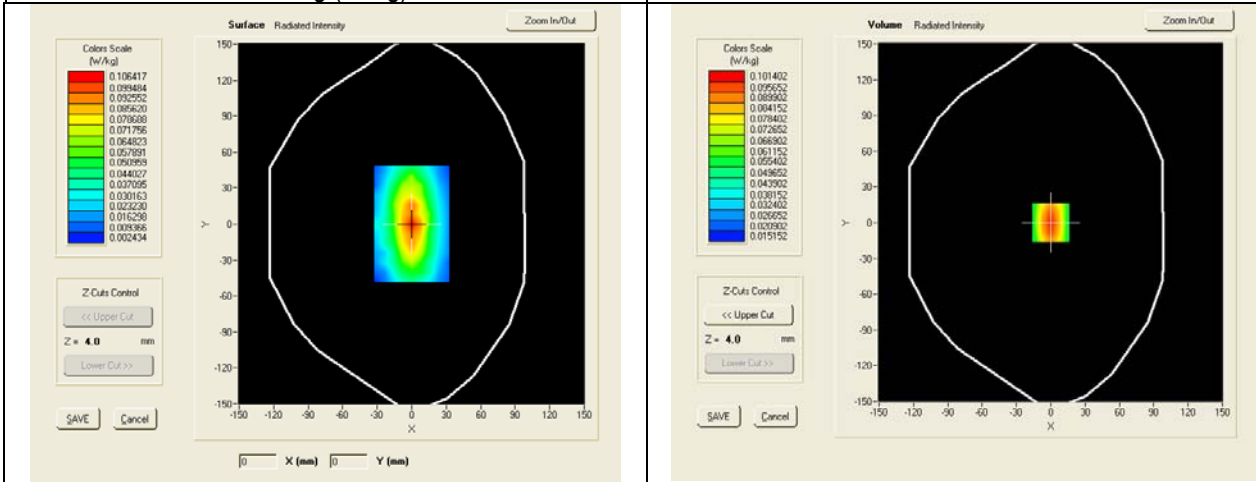 Surface Radiated Intensity
Zoom In/Out
Colors Scale
(W/kg)
0.106417
0.099484
0.092552
0.085620
0.078688
0.071756
0.064823
0.057891
0.050959
0.044027
0.037095
0.030163
0.023230
0.016298
0.009366
0.002434
Z-Cuts Control
<< Upper Cut
Z = 4.0 mm
Lower Cut >>
SAVE Cancel
150
120
90
60
30
0
-30
-60
-90
-120
-150
Y
-150 -120 -90 -60 -30 0 30 60 90 120 150
X
0 X (mm) 0 Y (mm)
Volume Radiated Intensity
Zoom In/Out
Colors Scale
(W/kg)
0.101402
0.095652
0.089902
0.084152
0.078402
0.072652
0.066902
0.061152
0.055402
0.049652
0.043902
0.038152
0.032402
0.026652
0.020902
0.015152
Z-Cuts Control
<< Upper Cut
Z = 4.0 mm
Lower Cut >>
SAVE Cancel
150
120
90
60
30
0
-30
-60
-90
-120
-150
Y
-150 -120 -90 -60 -30 0 30 60 90 120 150
X